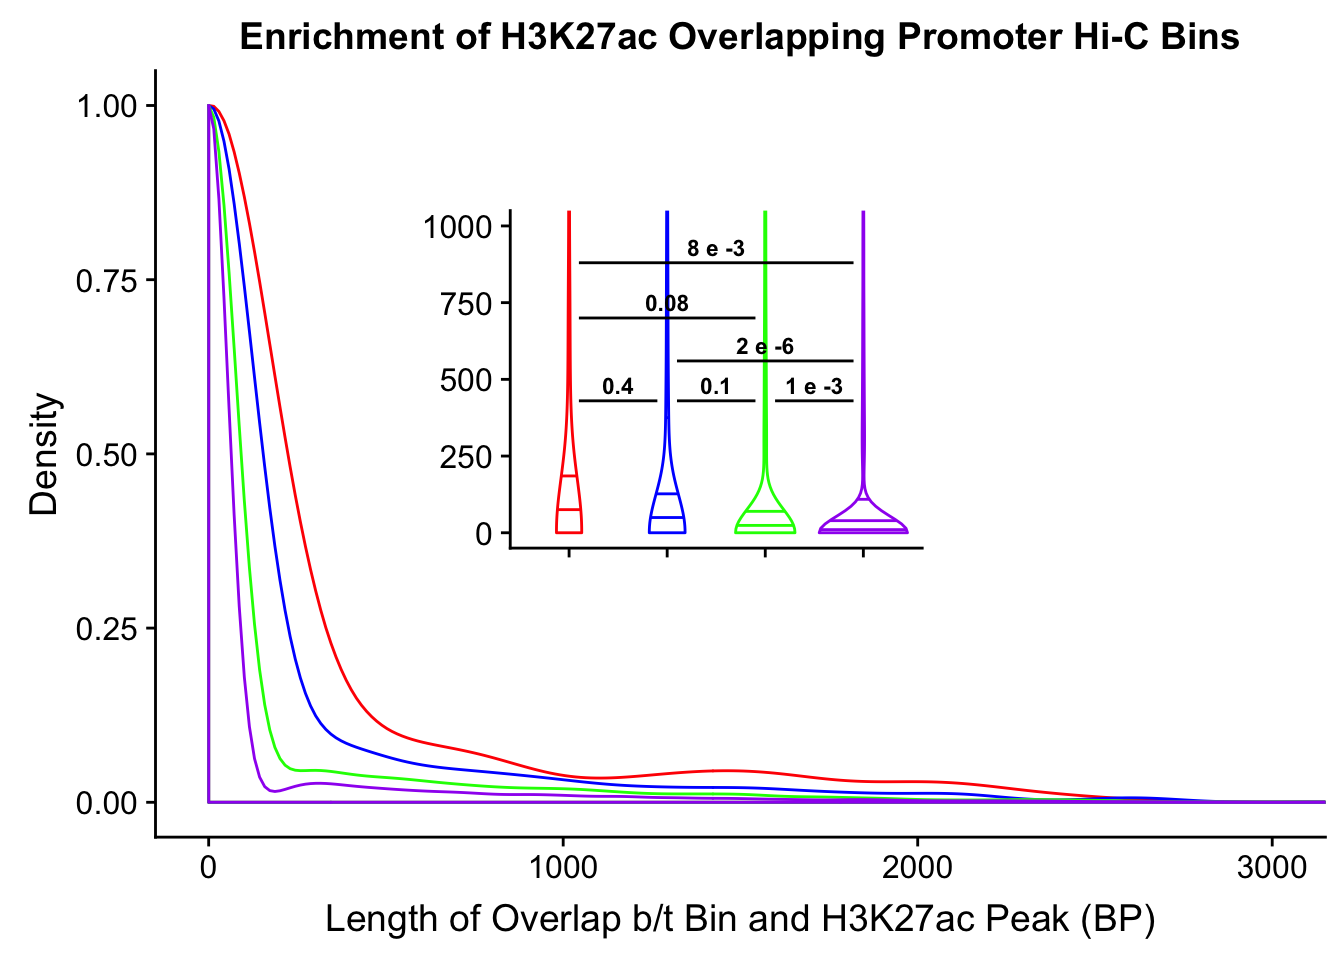 Enrichment of H3K27ac Overlapping Promoter Hi-C Bins
1.00
0.75
0.50
0.25
0.00
Density
1000
750
500
250
0
8 e -3
0.08
2 e -6
0.4 0.1 1 e -3
0 1000 2000 3000
Length of Overlap b/t Bin and H3K27ac Peak (BP)